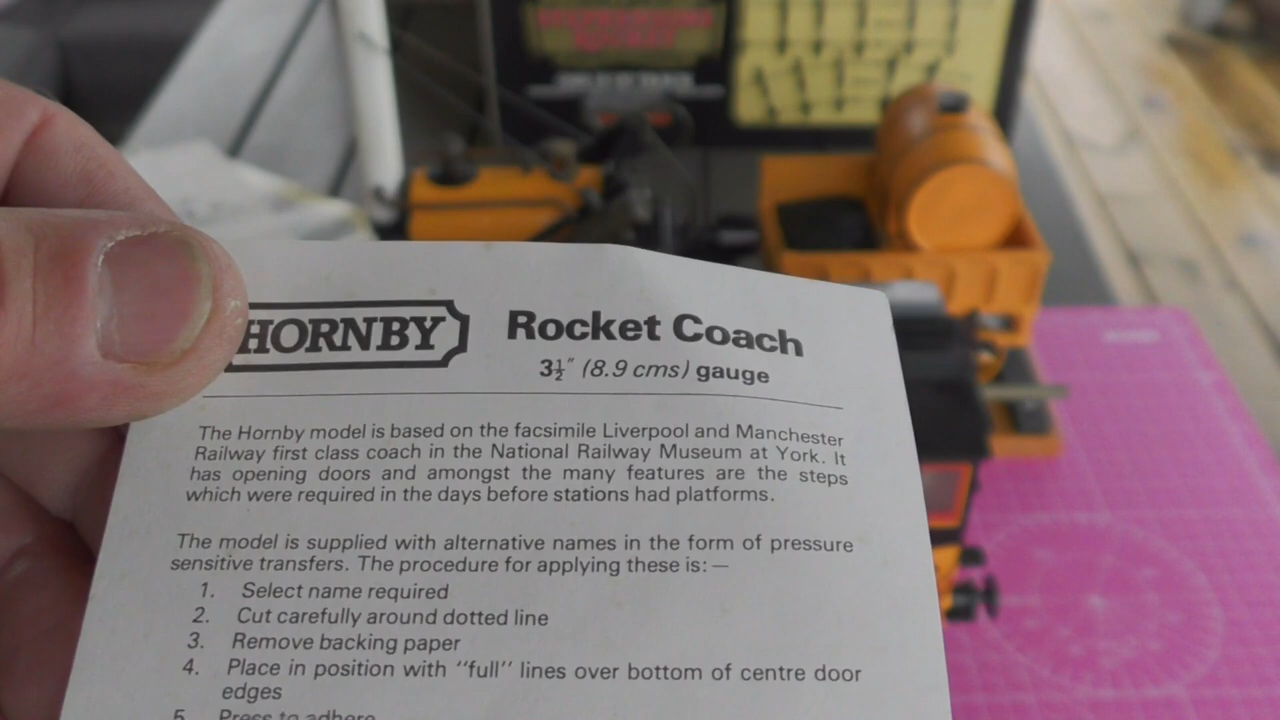 HORNBY
Rocket Coach
3½" (8.9 cms) gauge
The Hornby model is based on the facsimile Liverpool and Manchester
Railway first class coach in the National Railway Museum at York. It
has opening doors and amongst the many features are the steps
which were required in the days before stations had platforms.
The model is supplied with alternative names in the form of pressure
sensitive transfers. The procedure for applying these is:—
1. Select name required
2. Cut carefully around dotted line
3. Remove backing paper
4. Place in position with "full" lines over bottom of centre door
edges
5. Press to adhere